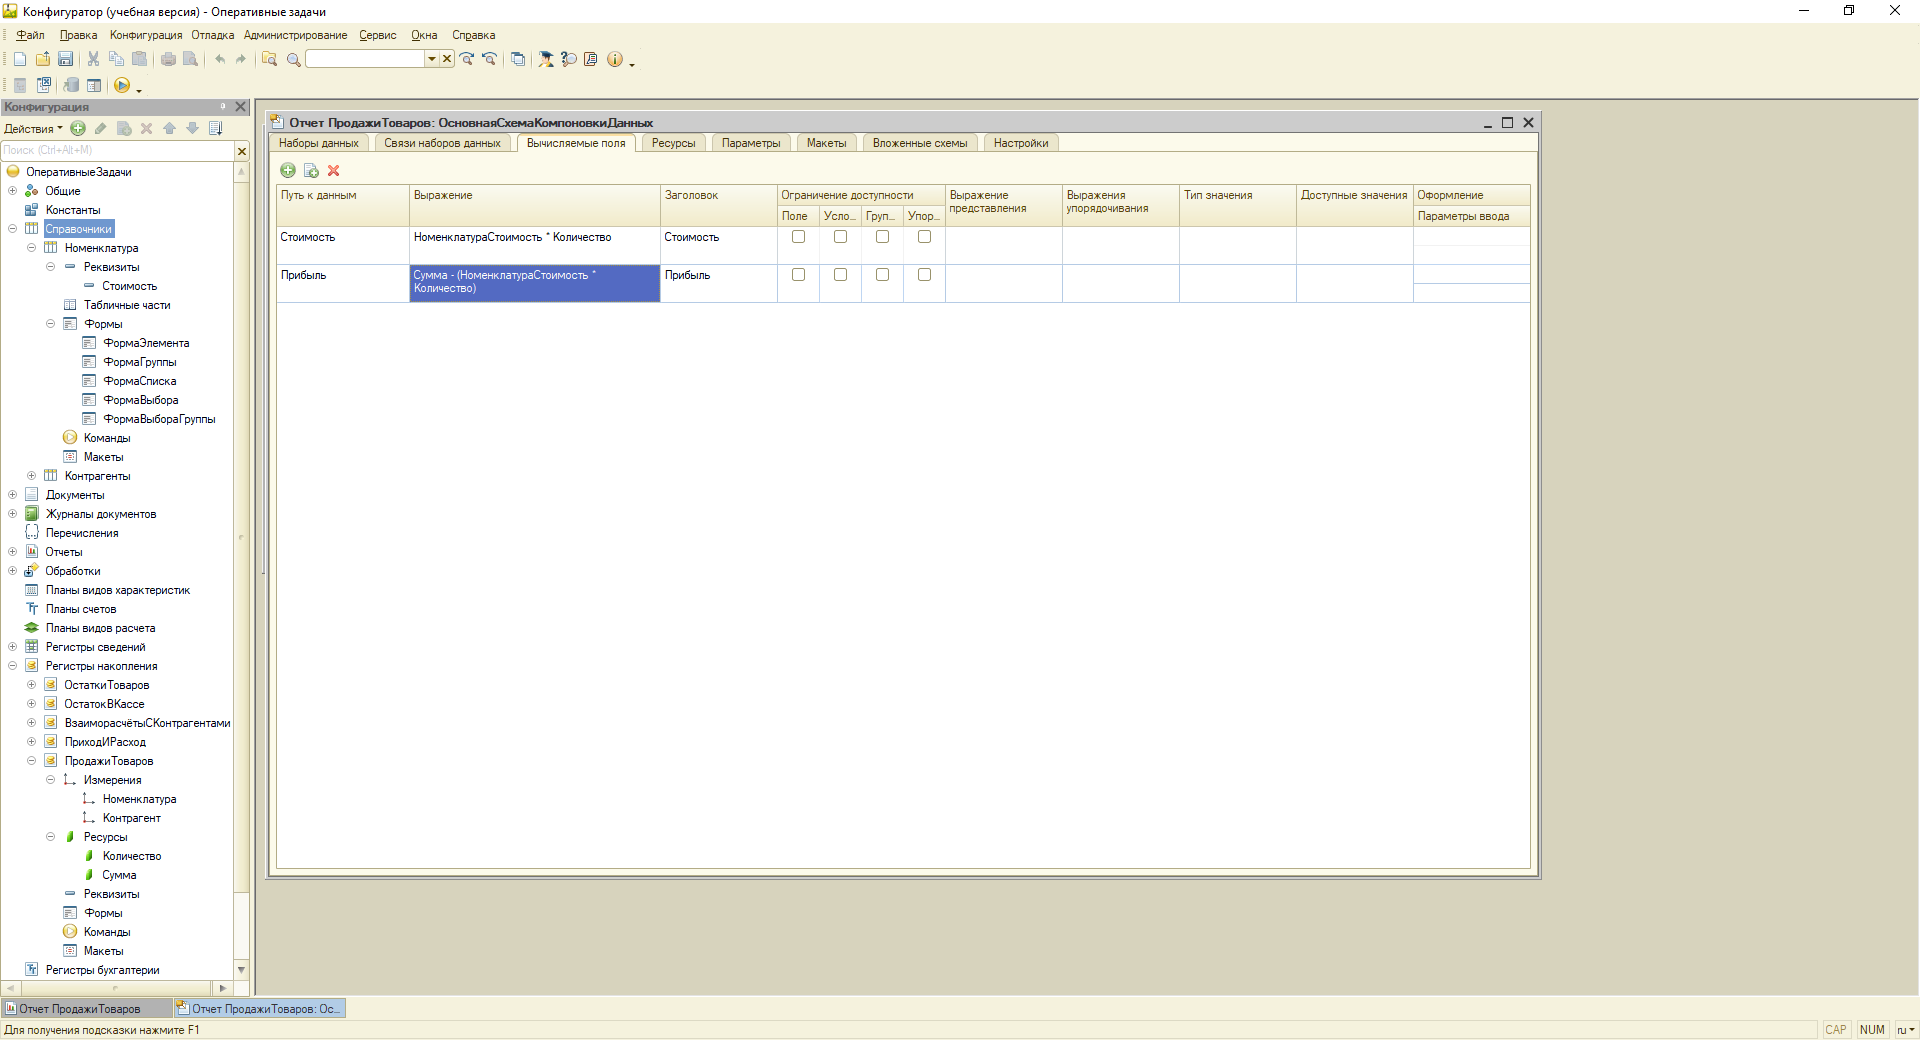 Конфигуратор (учебная версия) - Оперативные задачи
Файл Правка Конфигурация Отладка Администрирование Сервис Окна Справка
Конфигурация
Действия
Поиск (Ctrl+Alt+M)
ОперативныеЗадачи
Общие
Константы
Справочники
Номенклатура
Реквизиты
Стоимость
Табличные части
Формы
ФормаЭлемента
ФормаГруппы
ФормаСписка
ФормаВыбора
ФормаВыбораГруппы
Команды
Макеты
Контрагенты
Документы
Журналы документов
Перечисления
Отчеты
Обработки
Планы видов характеристик
Планы счетов
Планы видов расчета
Регистры сведений
Регистры накопления
ОстаткиТоваров
ОстатокВКассе
ВзаиморасчётыСКонтрагентами
ПриходИРасход
ПродажиТоваров
Измерения
Номенклатура
Контрагент
Ресурсы
Количество
Сумма
Реквизиты
Формы
Команды
Макеты
Регистры бухгалтерии
Отчет ПродажиТоваров: ОсновнаяСхемаКомпоновкиДанных
Наборы данных Связи наборов данных Вычисляемые поля Ресурсы Параметры Макеты Вложенные схемы Настройки
Путь к данным Выражение Заголовок Ограничение доступности Выражение представления Выражения упорядочивания Тип значения Доступные значения Оформление
Поле Усло... Груп... Упор... Параметры ввода
Стоимость НоменклатураСтоимость * Количество Стоимость
Прибыль Сумма - (НоменклатураСтоимость * Прибыль
Количество)
Отчет ПродажиТоваров Отчет ПродажиТоваров: Ос...
Для получения подсказки нажмите F1 CAP NUM ru